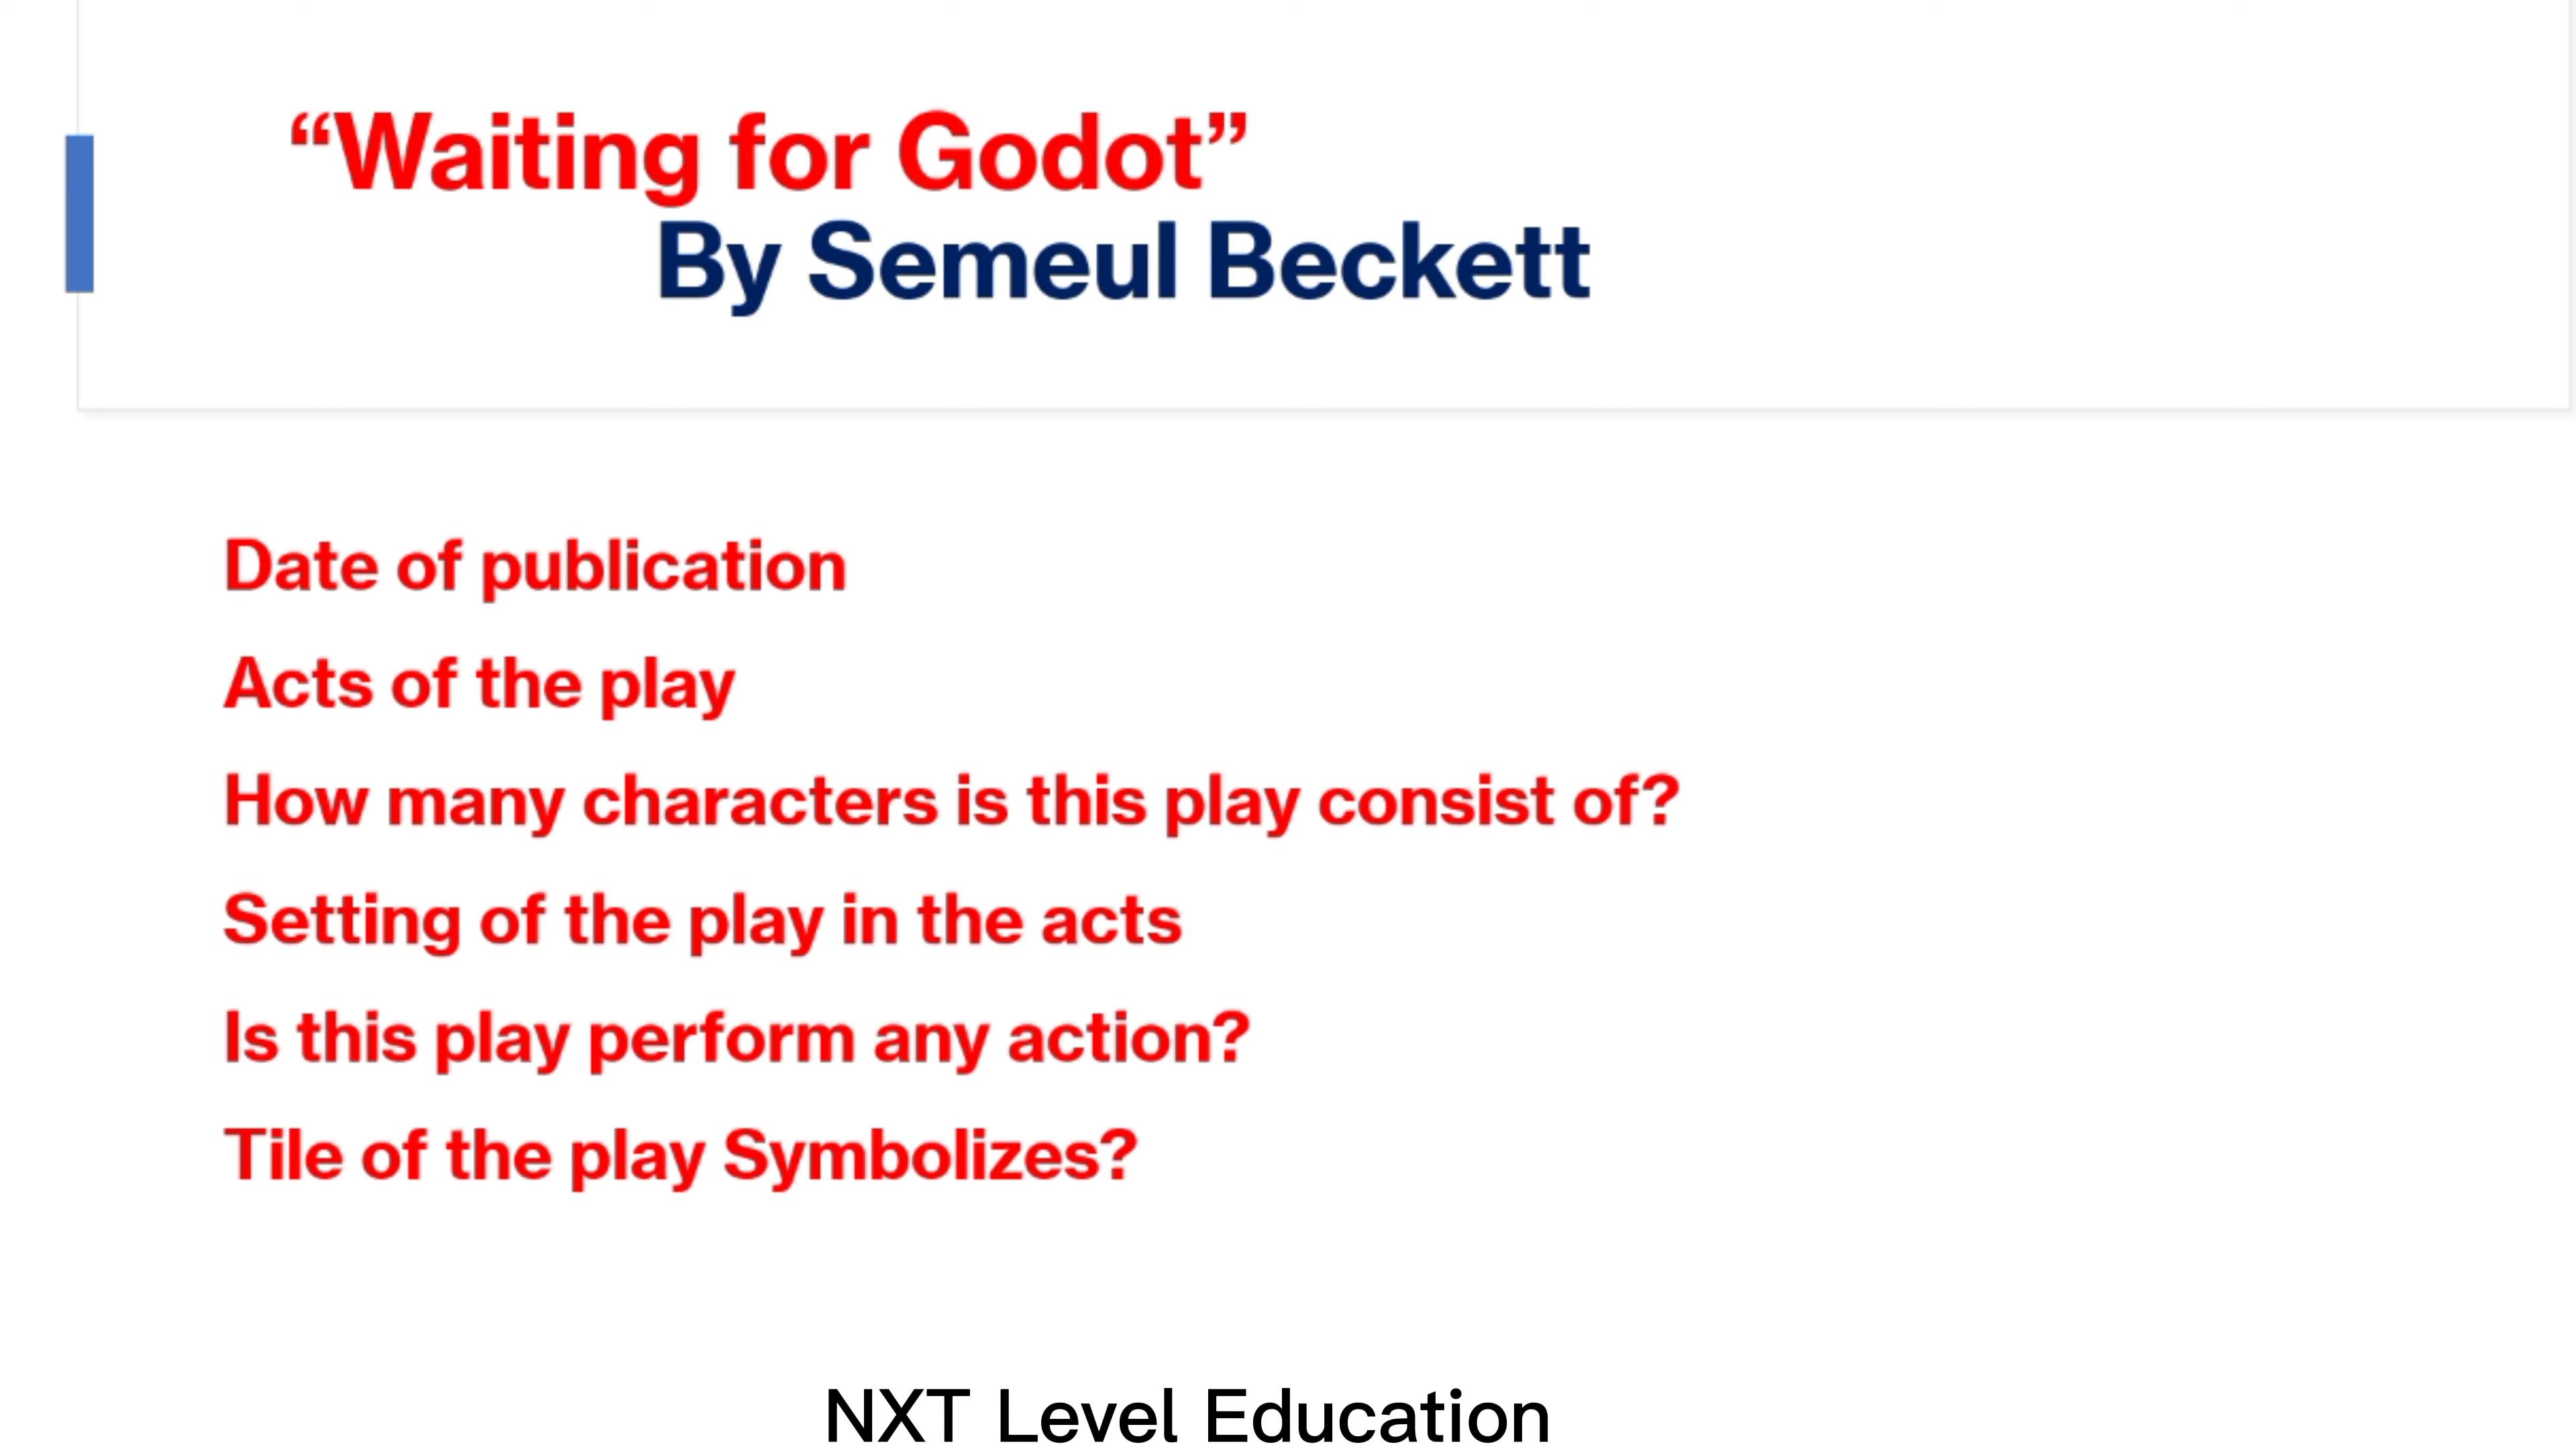 “Waiting for Godot”
By Semeul Beckett
Date of publication
Acts of the play
How many characters is this play consist of?
Setting of the play in the acts
Is this play perform any action?
Tile of the play Symbolizes?
NXT Level Education